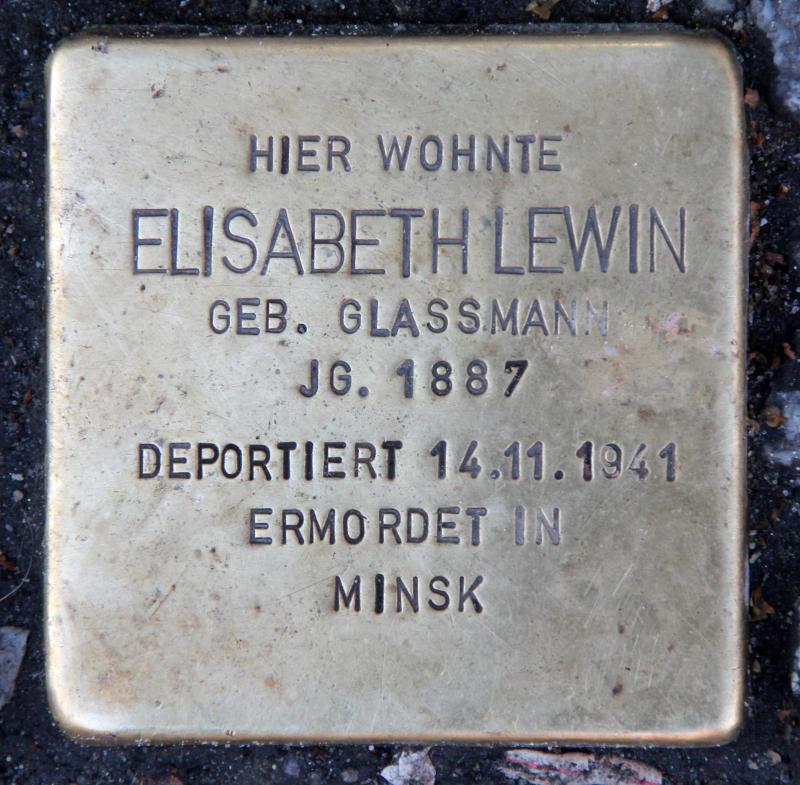 HIER WOHNTE
ELISABETH LEWIN
GEB. GLASSMANN
JG. 1887
DEPORTIERT 14.11.1941
ERMORDET IN
MINSK